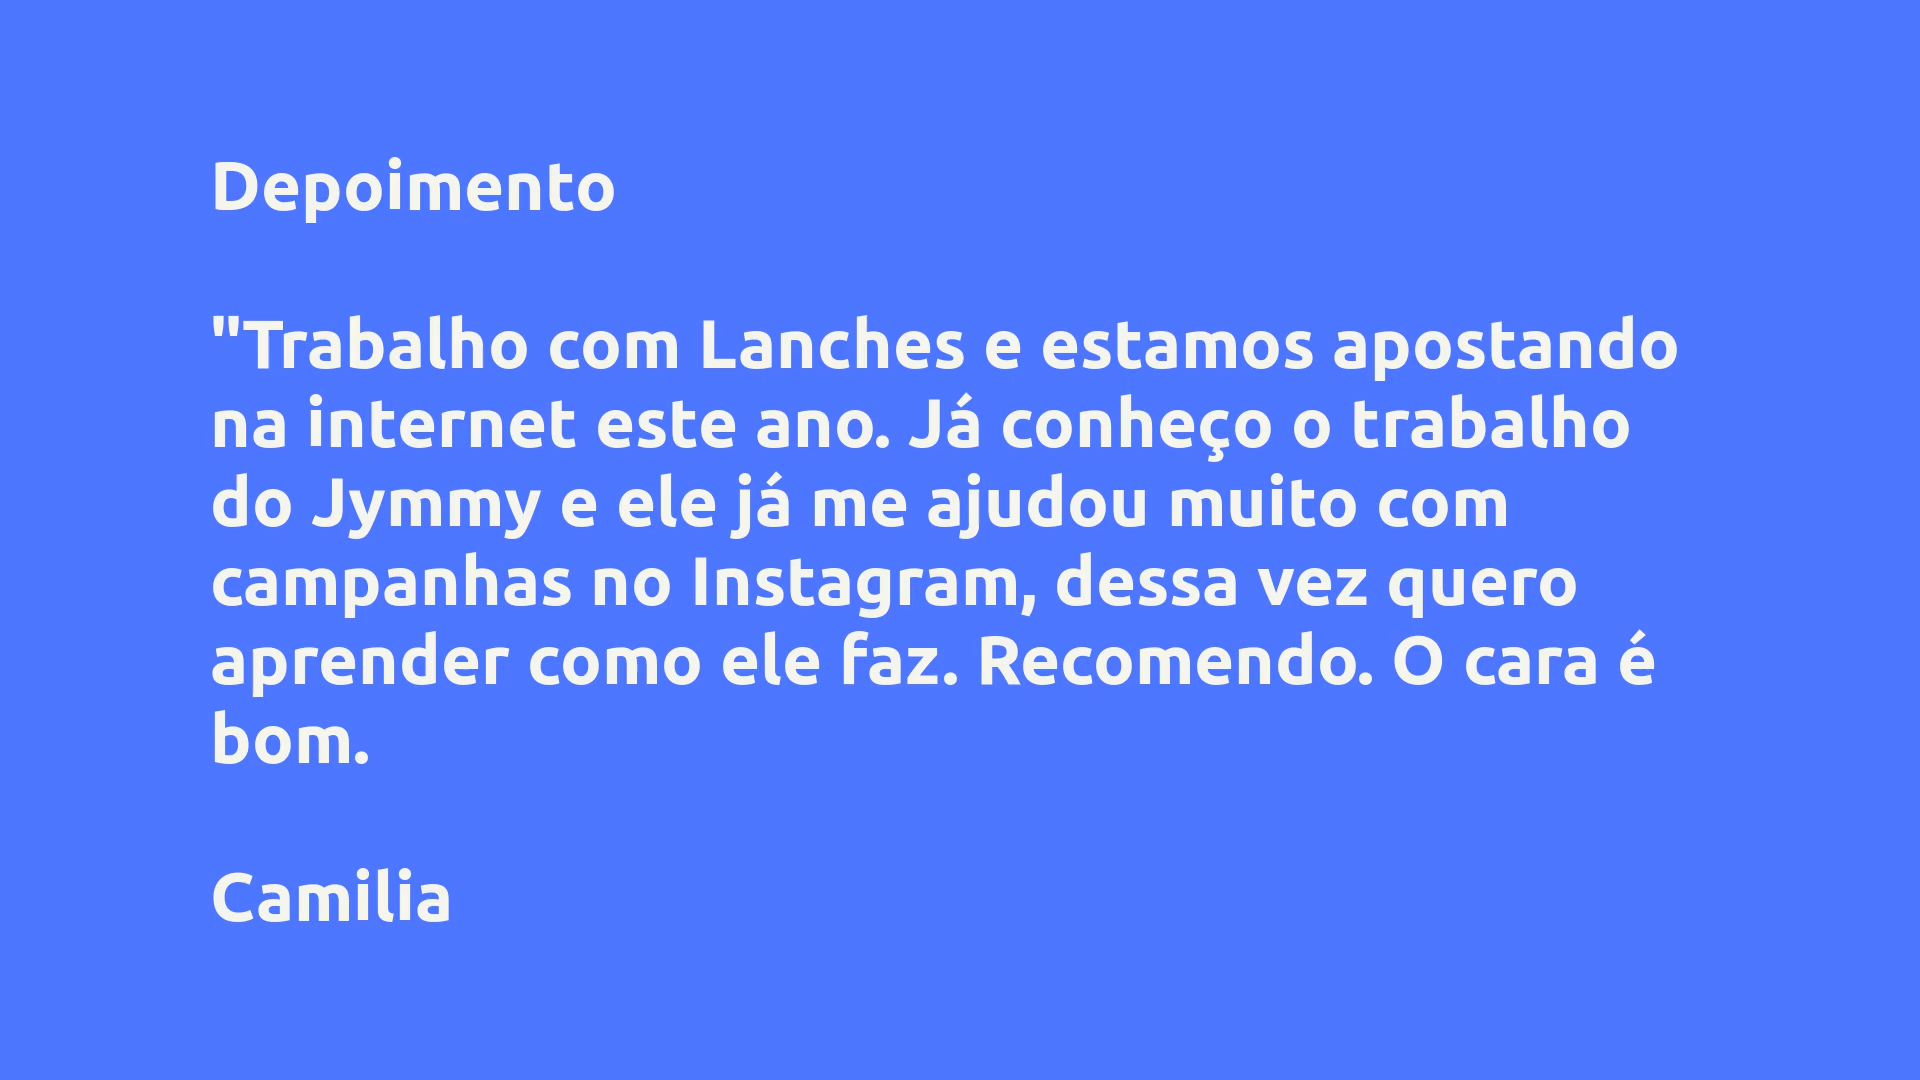 Depoimento
"Trabalho com Lanches e estamos apostando
na internet este ano. Já conheço o trabalho
do Jymmy e ele já me ajudou muito com
campanhas no Instagram, dessa vez quero
aprender como ele faz. Recomendo. O cara é
bom.
Camilia